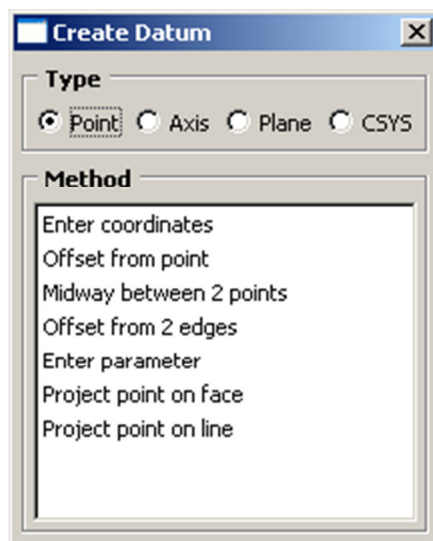 Create Datum
Type
Point Axis Plane CSYS
Method
Enter coordinates
Offset from point
Midway between 2 points
Offset from 2 edges
Enter parameter
Project point on face
Project point on line